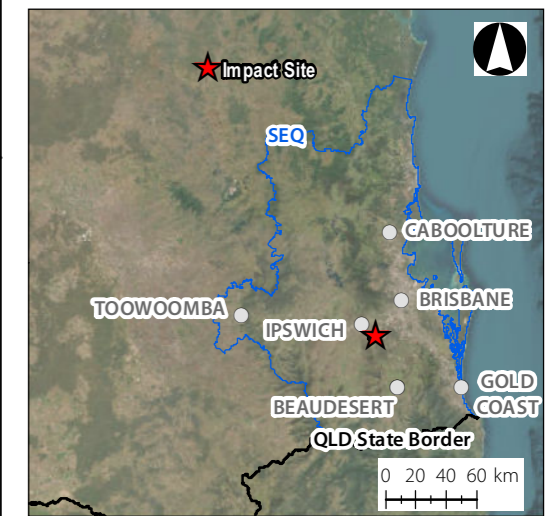 Impact Site
SEQ
CABOOLTURE
BRISBANE
TOOWOOMBA
IPSWICH
GOLD
COAST
BEAUDESERT
QLD State Border
0 20 40 60 km